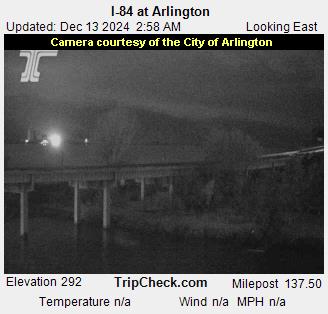 I-84 at Arlington
Updated: Dec 13 2024 2:58 AM Looking East
Camera courtesy of the City of Arlington
Elevation 292 TripCheck.com Milepost 137.50
Temperature n/a Wind n/a MPH n/a